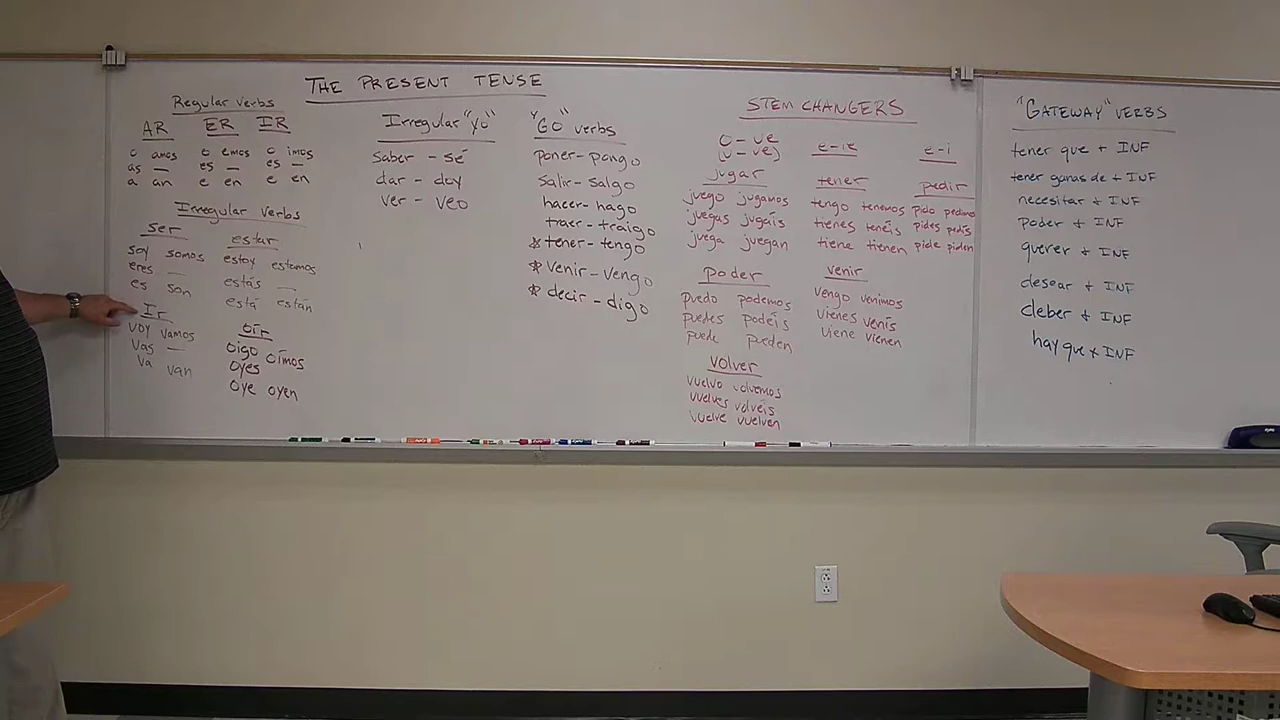 THE PRESENT TENSE
Regular verbs
AR ER IR
o amos o emos o imos
as — es — es —
a an e en e en
Irregular verbs
ser
soy somos
eres —
es son
estar
estoy estamos
estás —
está están
Ir
voy vamos
vas —
va van
oír
oigo oímos
oyes
oye oyen
Irregular "yo"
saber - sé
dar - doy
ver - veo
"GO" verbs
poner - pongo
salir - salgo
hacer - hago
traer - traigo
* tener - tengo
* venir - vengo
* decir - digo
STEM CHANGERS
o - ue
(u - ue)
jugar
juego jugamos
juegas jugaís
juega juegan
poder
puedo podemos
puedes podeís
puede pueden
volver
vuelvo volvemos
vuelves volvéis
vuelve vuelven
e-ie
tener
tengo tenemos
tienes tenéis
tiene tienen
venir
vengo venimos
vienes venís
viene vienen
e-i
pedir
pido pedimos
pides pedís
pide piden
"GATEWAY" VERBS
tener que + INF
tener ganas de + INF
necesitar + INF
poder + INF
querer + INF
desear + INF
deber + INF
hay que + INF